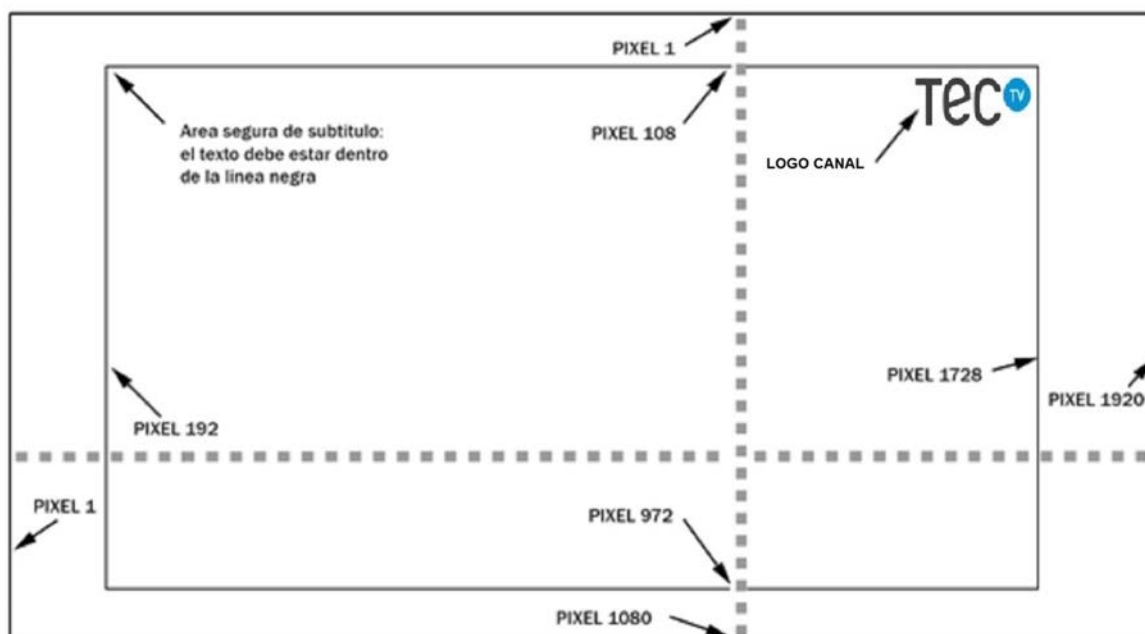 PIXEL 1
TEC TV
Area segura de subtitulo:
el texto debe estar dentro
de la linea negra
PIXEL 108
LOGO CANAL
PIXEL 1728
PIXEL 1920
PIXEL 192
PIXEL 1
PIXEL 972
PIXEL 1080